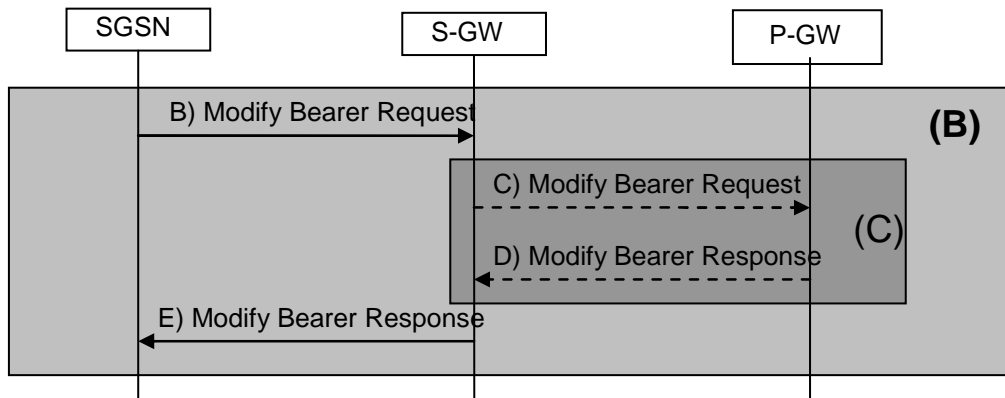 SGSN
S-GW
P-GW
B) Modify Bearer Request
(B)
C) Modify Bearer Request
(C)
D) Modify Bearer Response
E) Modify Bearer Response